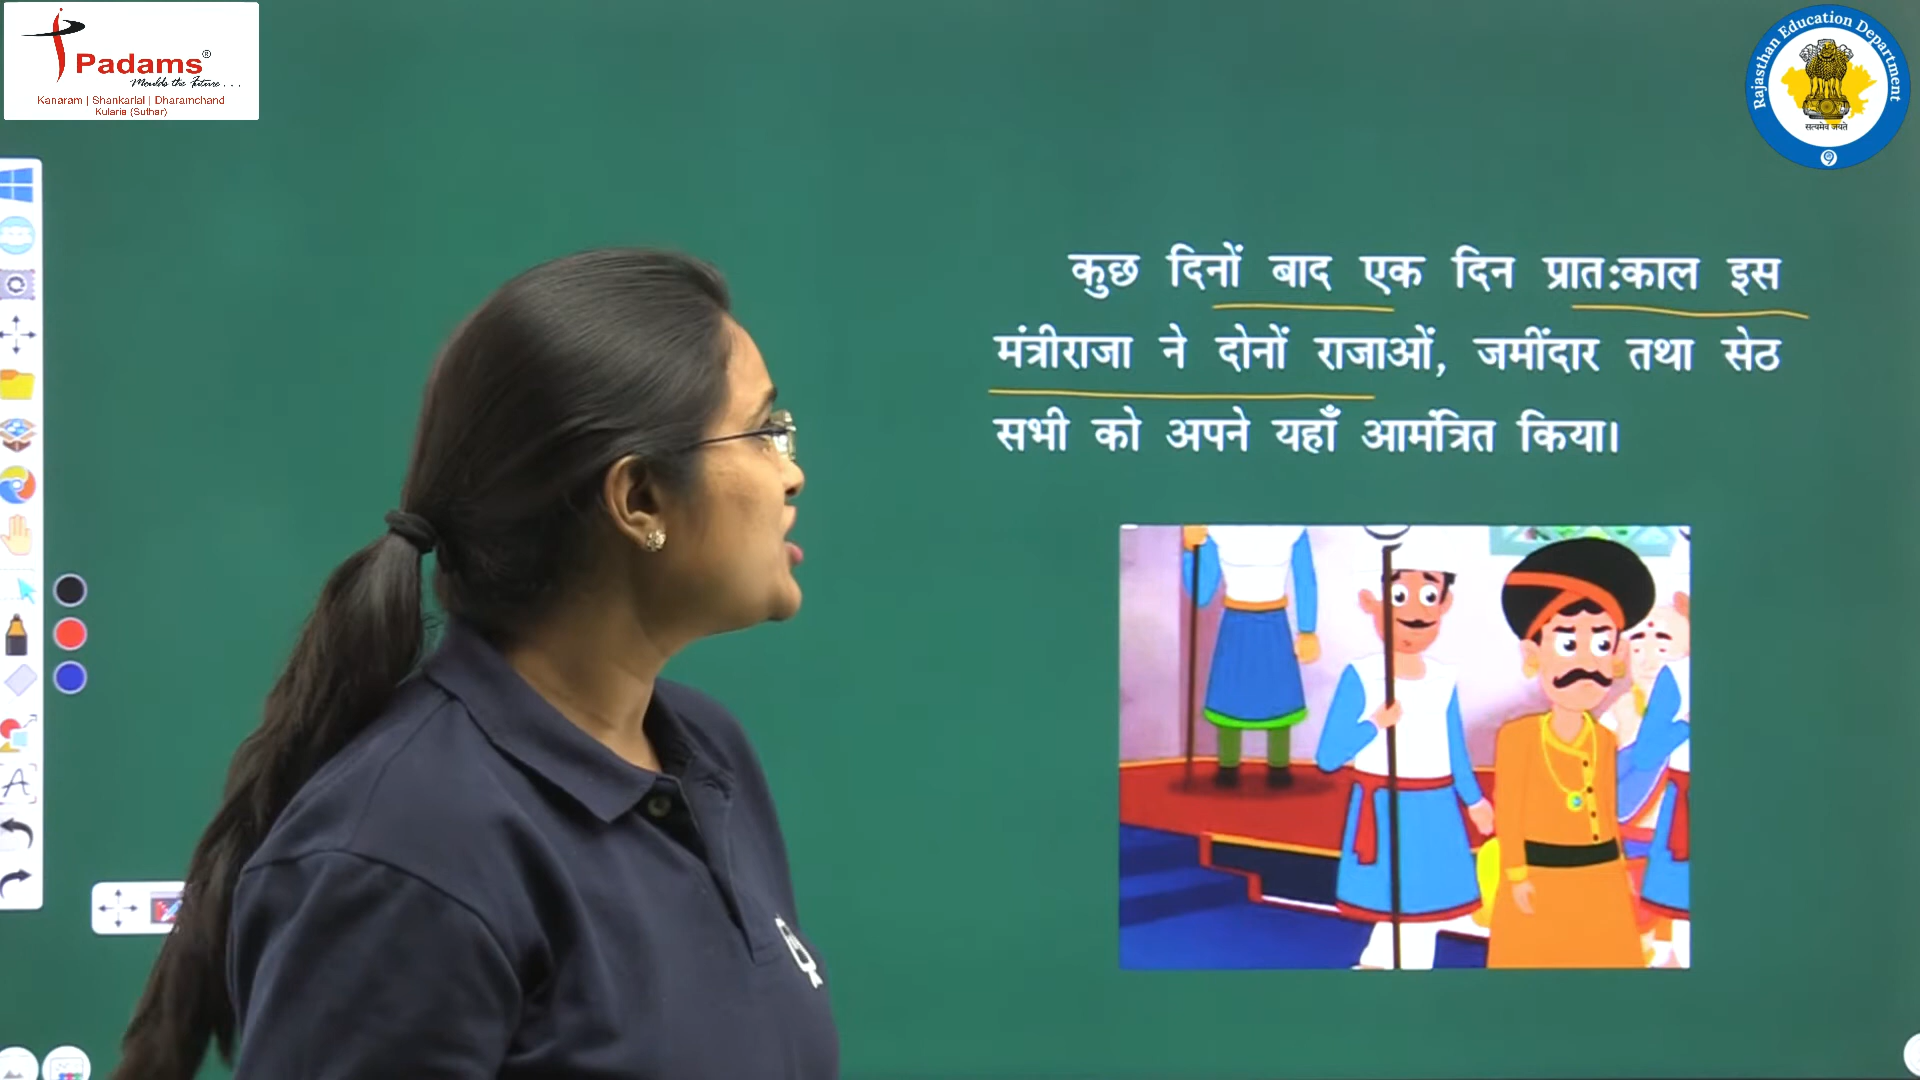 Padams®
Moulds the Future...
Kanaram | Shankarlal | Dharamchand
Kularia (Suthar)
Rajasthan Education Department
सत्यमेव जयते
कुछ दिनों बाद एक दिन प्रात:काल इस
मंत्रीराजा ने दोनों राजाओं, जमींदार तथा सेठ
सभी को अपने यहाँ आमंत्रित किया।
A